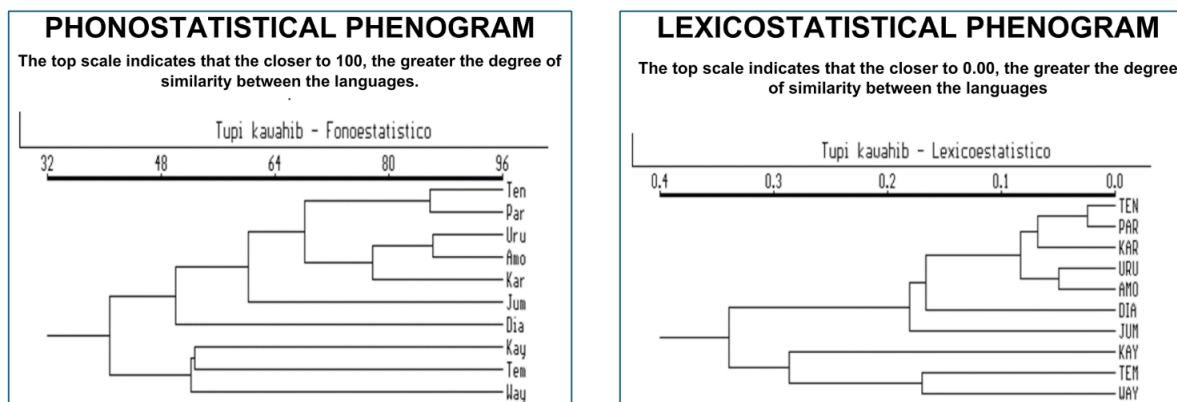 PHONOSTATISTICAL PHENOGRAM
The top scale indicates that the closer to 100, the greater the degree of
similarity between the languages.
.
Tupi kauahib - Fonoestatistico
32 48 64 80 96
Ten
Par
Uru
Amo
Kar
Jum
Dia
Kay
Tem
Way
LEXICOSTATISTICAL PHENOGRAM
The top scale indicates that the closer to 0.00, the greater the degree
of similarity between the languages
Tupi kauahib - Lexicoestatistico
0.4 0.3 0.2 0.1 0.0
TEN
PAR
KAR
URU
AMO
DIA
JUM
KAY
TEM
WAY